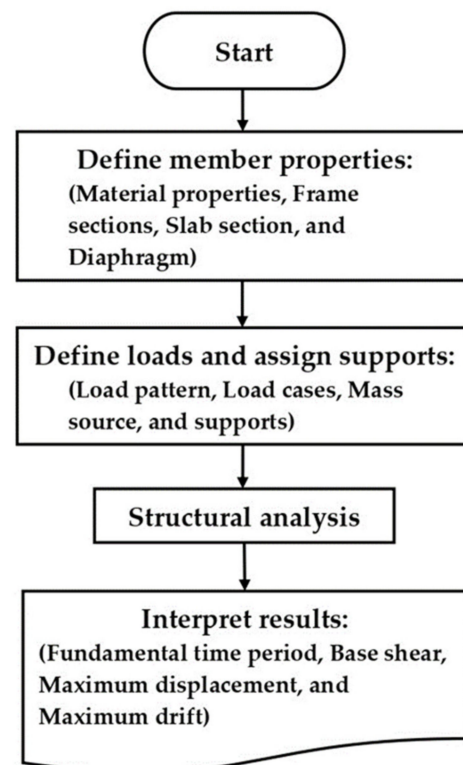 Start
Define member properties:
(Material properties, Frame
sections, Slab section, and
Diaphragm)
Define loads and assign supports:
(Load pattern, Load cases, Mass
source, and supports)
Structural analysis
Interpret results:
(Fundamental time period, Base shear,
Maximum displacement, and
Maximum drift)